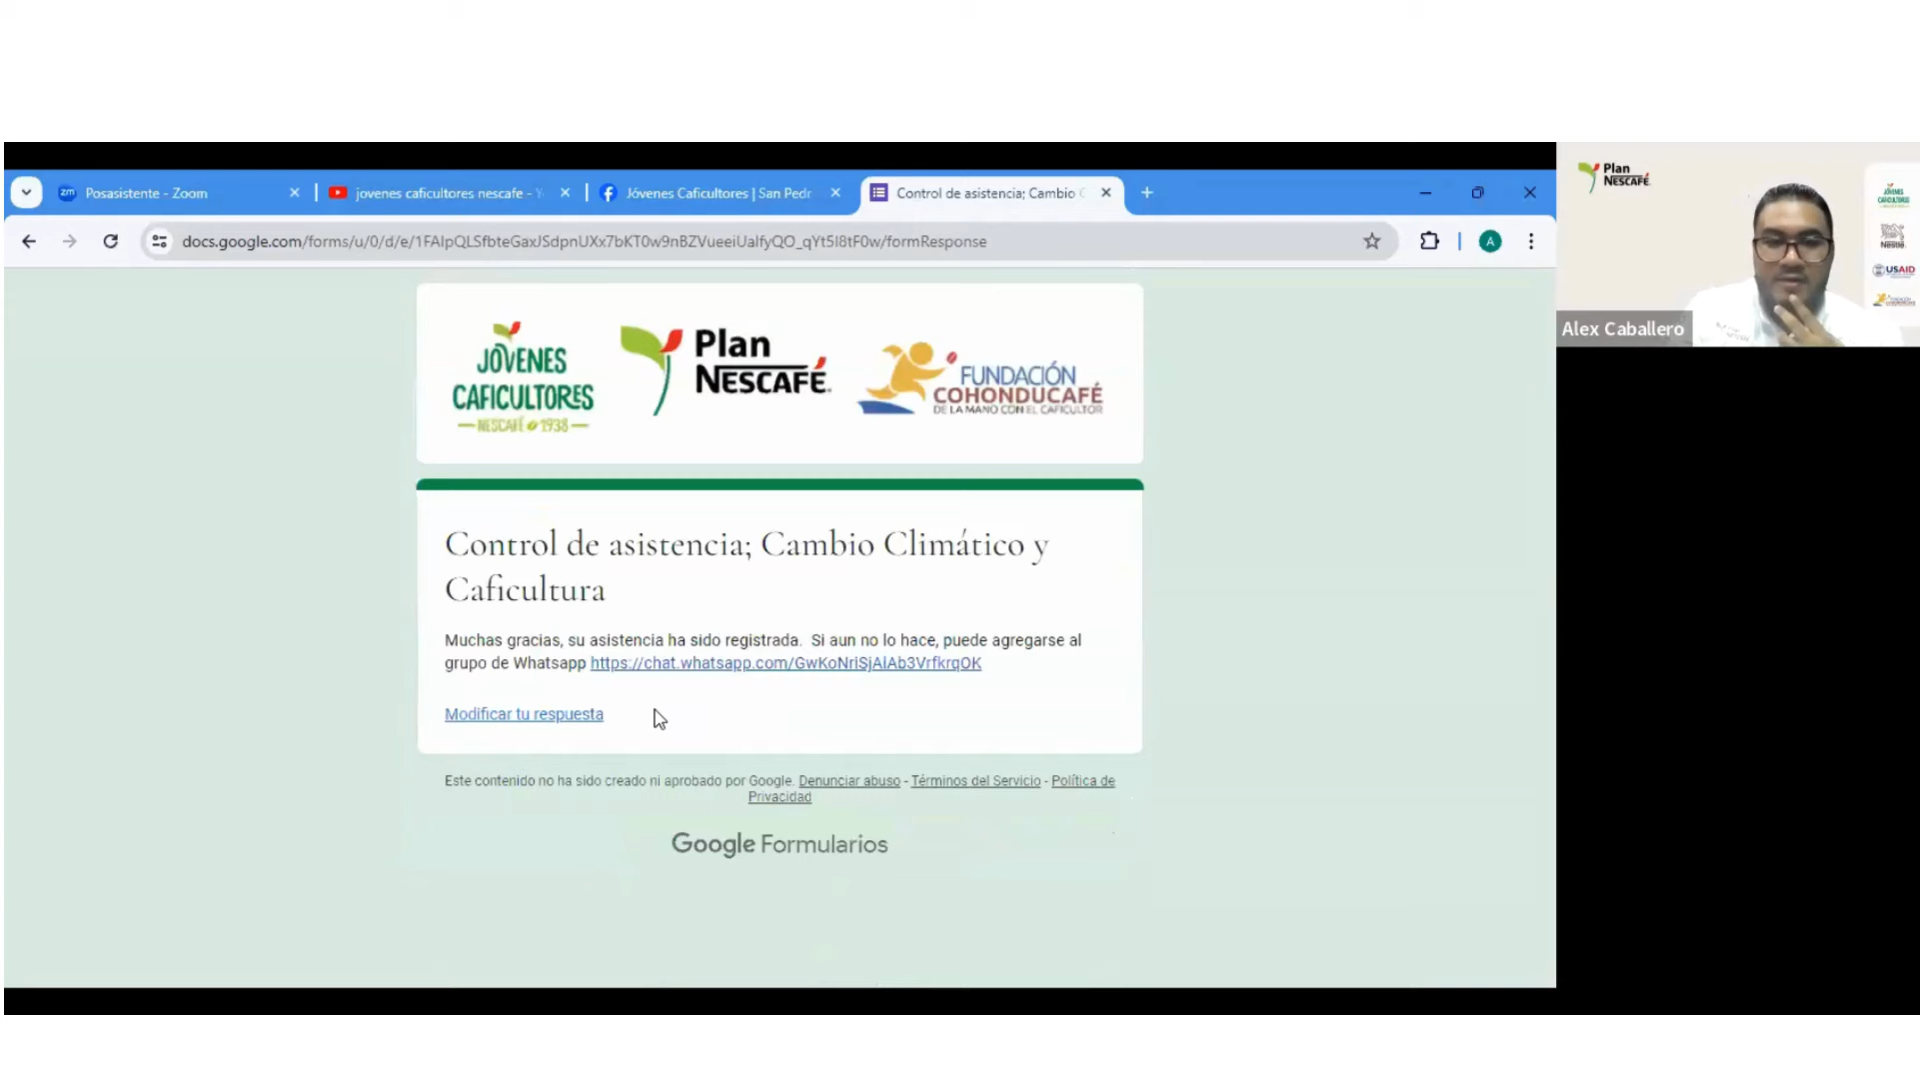 Posasistente - Zoom
jovenes caficultores nescafe - Y
Jóvenes Caficultores | San Pedr
Control de asistencia; Cambio C
docs.google.com/forms/u/0/d/e/1FAIpQLSfbteGaxJSdpnUXx7bKT0w9nBZVueeiUaIfyQO_qYt5I8tF0w/formResponse
A
JÓVENES
CAFICULTORES
NESCAFÉ 1938
Plan
NESCAFÉ
FUNDACIÓN
COHONDUCAFÉ
DE LA MANO CON EL CAFICULTOR
Control de asistencia; Cambio Climático y
Caficultura
Muchas gracias, su asistencia ha sido registrada. Si aun no lo hace, puede agregarse al
grupo de Whatsapp https://chat.whatsapp.com/GwKoNriSjAiAb3VrfkrqOK
Modificar tu respuesta
Este contenido no ha sido creado ni aprobado por Google. Denunciar abuso - Términos del Servicio - Política de
Privacidad
Google Formularios
Plan
NESCAFÉ
JÓVENES
CAFICULTORES
Nestlé
USAID
Alex Caballero